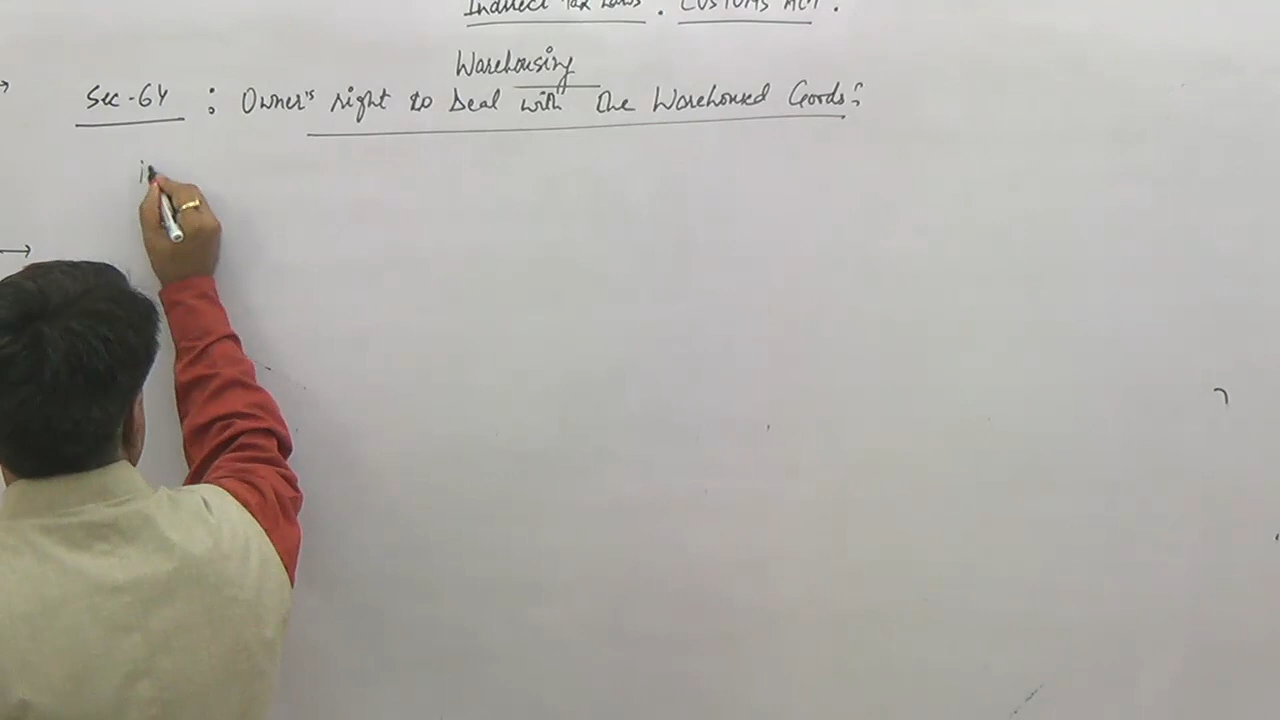 Indirect Tax Laws. CUSTOMS ACT.
Warehousing
Sec-64 : Owner's right to Deal with the Warehoused Goods: